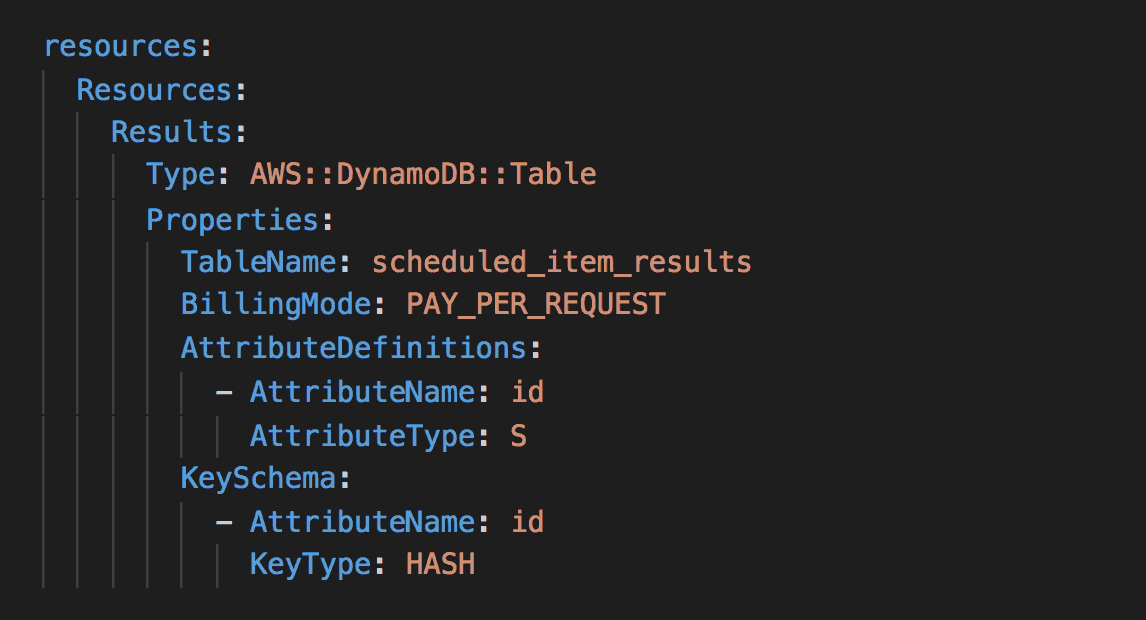 resources:
  Resources:
    Results:
      Type: AWS::DynamoDB::Table
      Properties:
        TableName: scheduled_item_results
        BillingMode: PAY_PER_REQUEST
        AttributeDefinitions:
          - AttributeName: id
            AttributeType: S
        KeySchema:
          - AttributeName: id
            KeyType: HASH